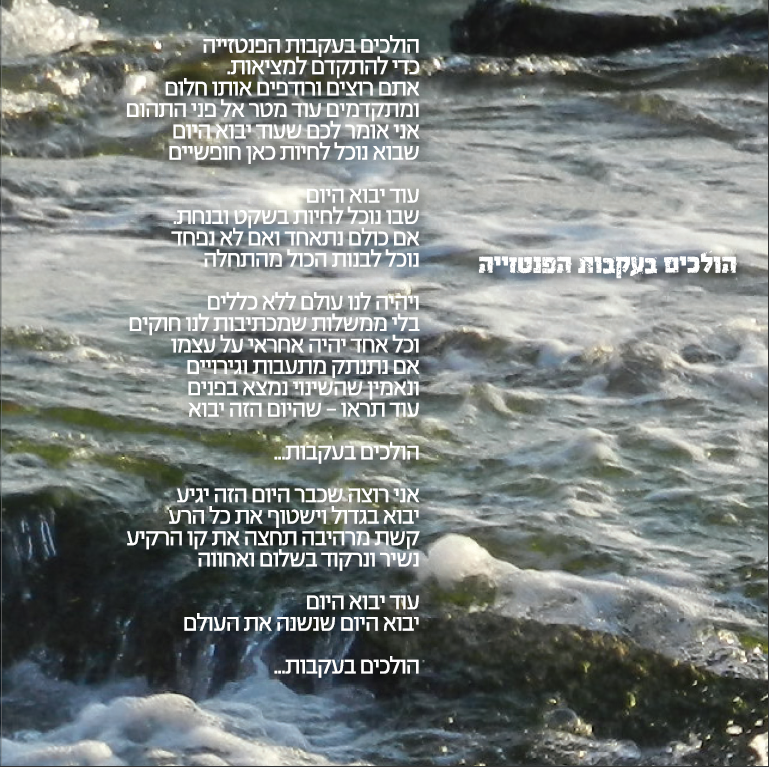 הולכים בעקבות הפנטזייה
הולכים בעקבות הפנטזייה
כדי להתקדם למציאות.
אתם רוצים ורודפים אותו חלום
ומתקדמים עוד מטר אל פני התהום
אני אומר לכם שעוד יבוא היום
שבוא נוכל לחיות כאן חופשיים
עוד יבוא היום
שבו נוכל לחיות בשקט ובנחת.
אם כולם נתאחד ואם לא נפחד
נוכל לבנות הכול מהתחלה
ויהיה לנו עולם ללא כללים
בלי ממשלות שמכתיבות לנו חוקים
וכל אחד יהיה אחראי על עצמו
אם נתנתק מתעבות וגירויים
ונאמין שהשינוי נמצא בפנים
עוד תראו – שהיום הזה יבוא
הולכים בעקבות...
אני רוצה שכבר היום הזה יגיע
יבוא בגדול וישטוף את כל הרע
קשת מרהיבה תחצה את קו הרקיע
נשיר ונרקוד בשלום ואחווה
עוד יבוא היום
יבוא היום שנשנה את העולם
הולכים בעקבות...